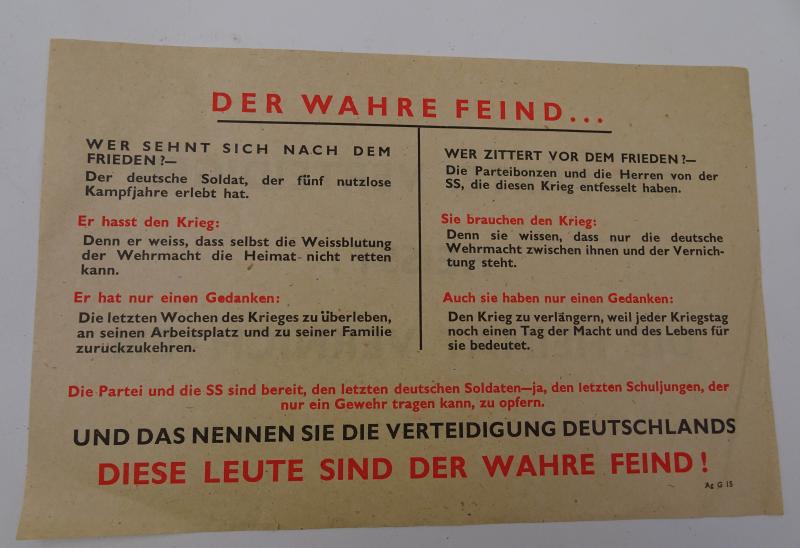 DER WAHRE FEIND...
WER SEHNT SICH NACH DEM
FRIEDEN?—
Der deutsche Soldat, der fünf nutzlose
Kampfjahre erlebt hat.
Er hasst den Krieg:
Denn er weiss, dass selbst die Weissblutung
der Wehrmacht die Heimat nicht retten
kann.
Er hat nur einen Gedanken:
Die letzten Wochen des Krieges zu überleben,
an seinen Arbeitsplatz und zu seiner Familie
zurückzukehren.
WER ZITTERT VOR DEM FRIEDEN?—
Die Parteibonzen und die Herren von der
SS, die diesen Krieg entfesselt haben.
Sie brauchen den Krieg:
Denn sie wissen, dass nur die deutsche
Wehrmacht zwischen ihnen und der Vernich-
tung steht.
Auch sie haben nur einen Gedanken:
Den Krieg zu verlängern, weil jeder Kriegstag
noch einen Tag der Macht und des Lebens für
sie bedeutet.
Die Partei und die SS sind bereit, den letzten deutschen Soldaten—ja, den letzten Schuljungen, der
nur ein Gewehr tragen kann, zu opfern.
UND DAS NENNEN SIE DIE VERTEIDIGUNG DEUTSCHLANDS
DIESE LEUTE SIND DER WAHRE FEIND!
Ag G 15